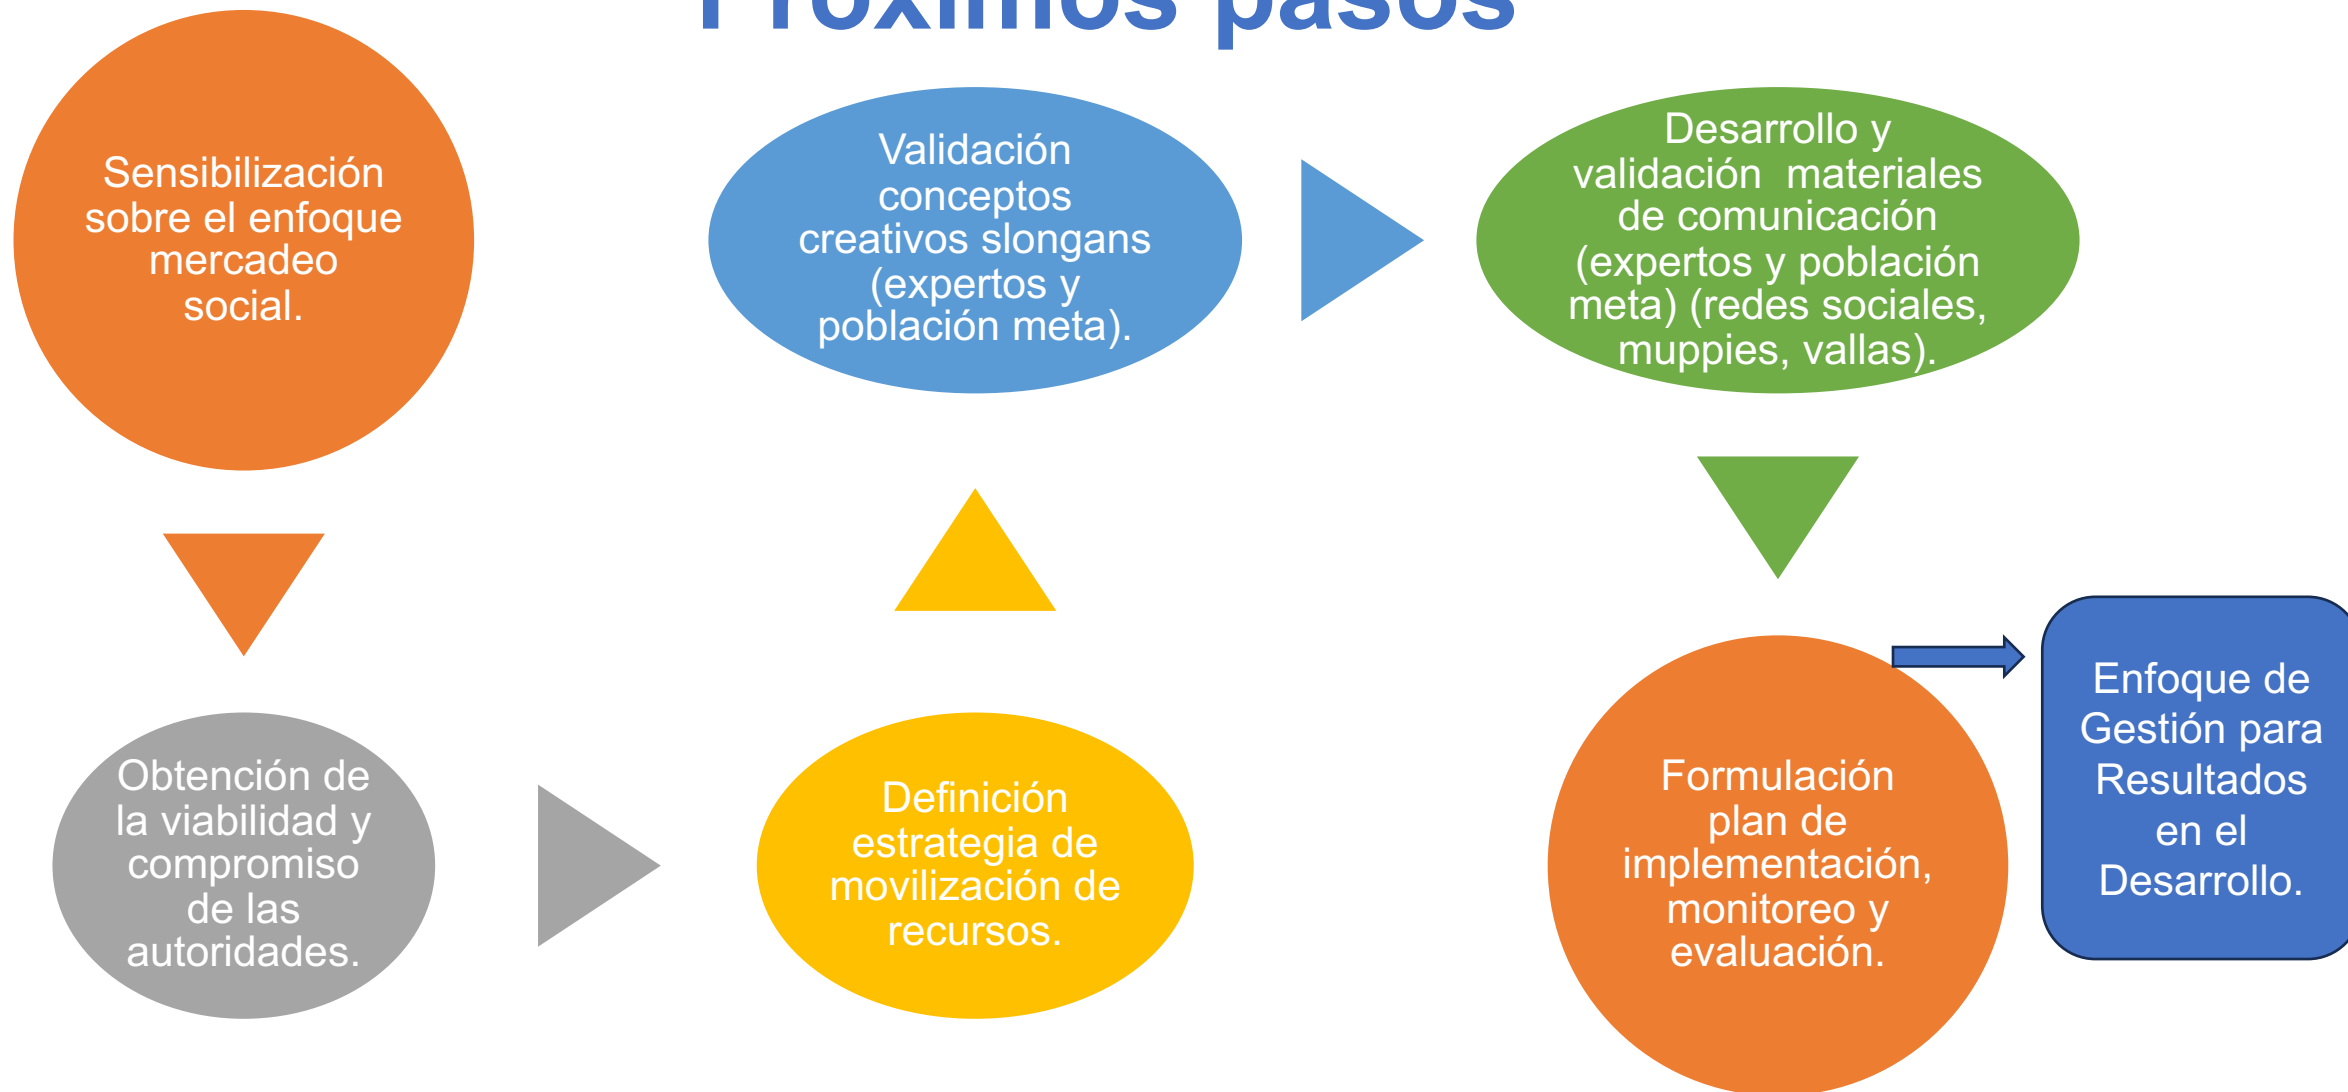 Próximos pasos
Sensibilización
sobre el enfoque
mercadeo
social.
Obtención de
la viabilidad y
compromiso
de las
autoridades.
Definición
estrategia de
movilización de
recursos.
Validación
conceptos
creativos slongans
(expertos y
población meta).
Desarrollo y
validación  materiales
de comunicación
(expertos y población
meta) (redes sociales,
muppies, vallas).
Formulación
plan de
implementación,
monitoreo y
evaluación.
Enfoque de
Gestión para
Resultados
en el
Desarrollo.